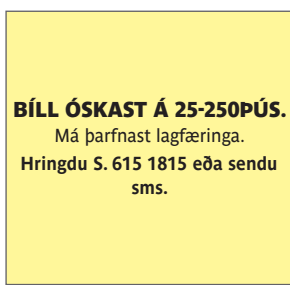 BÍLL ÓSKAST Á 25-250ÞÚS.
Má þarfnast lagfæringa.
Hringdu S. 615 1815 eða sendu
sms.